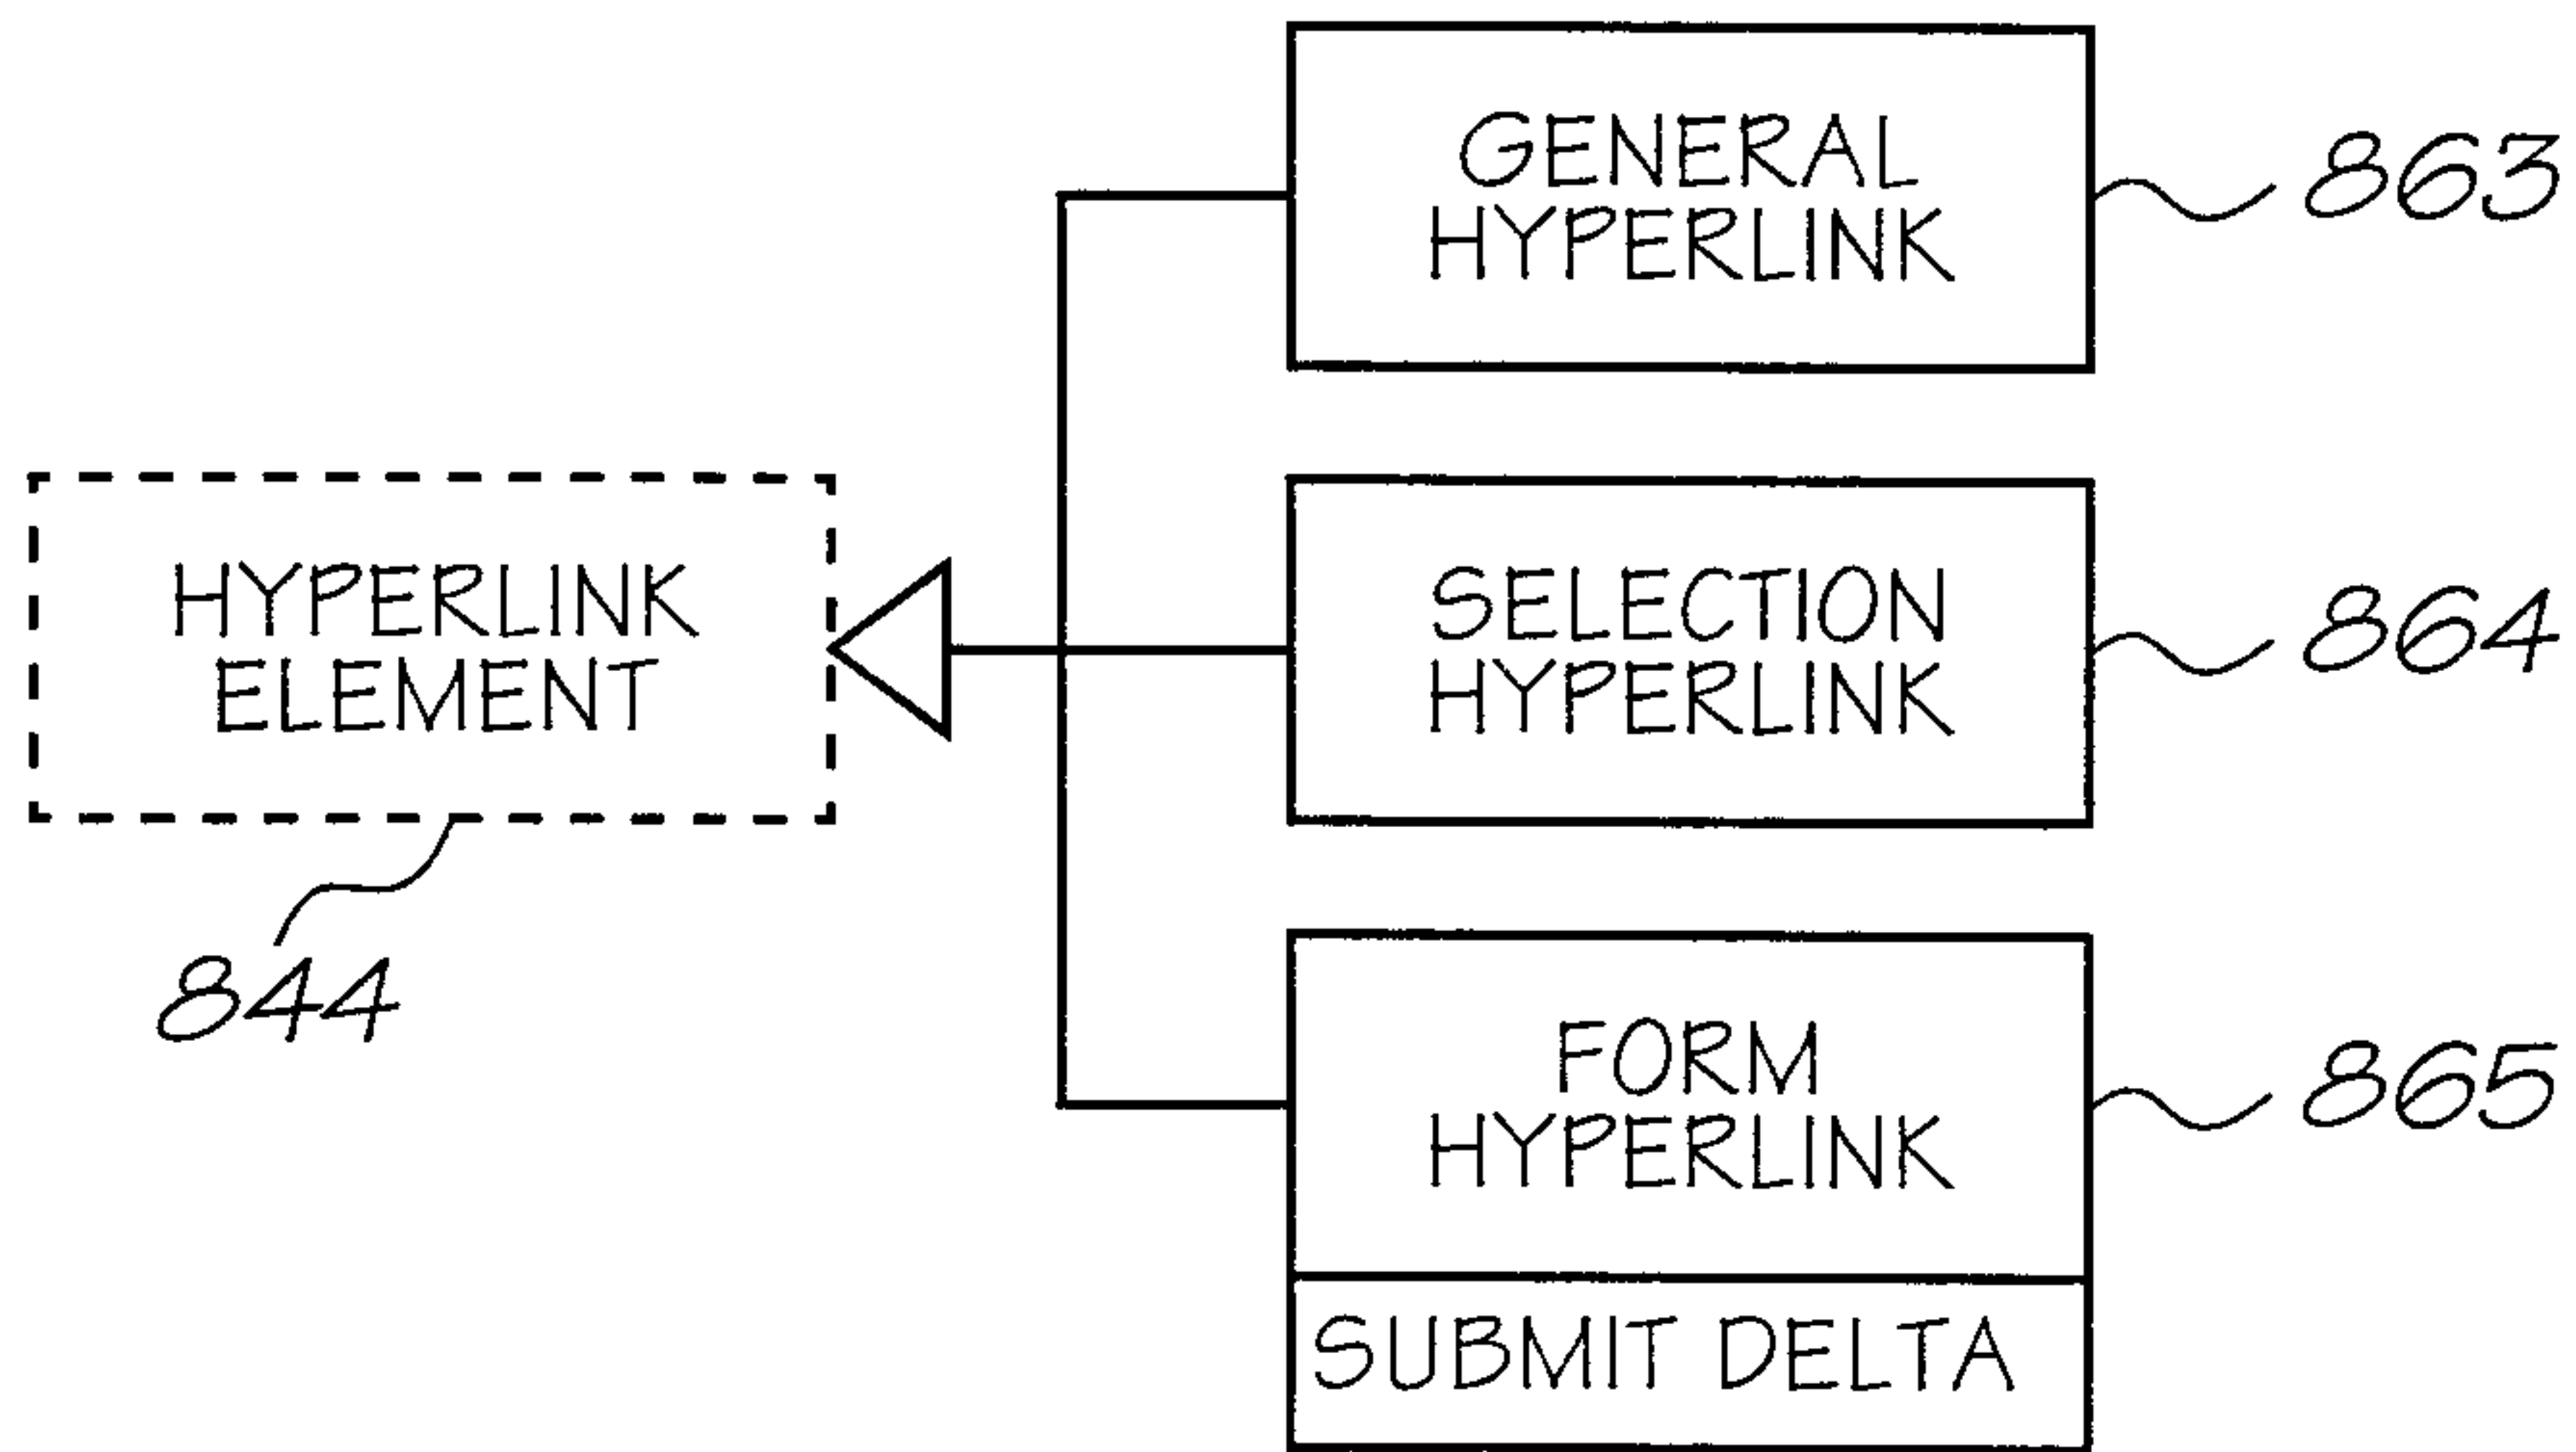 GENERAL
HYPERLINK
863
HYPERLINK
ELEMENT
844
SELECTION
HYPERLINK
864
FORM
HYPERLINK
865
SUBMIT DELTA